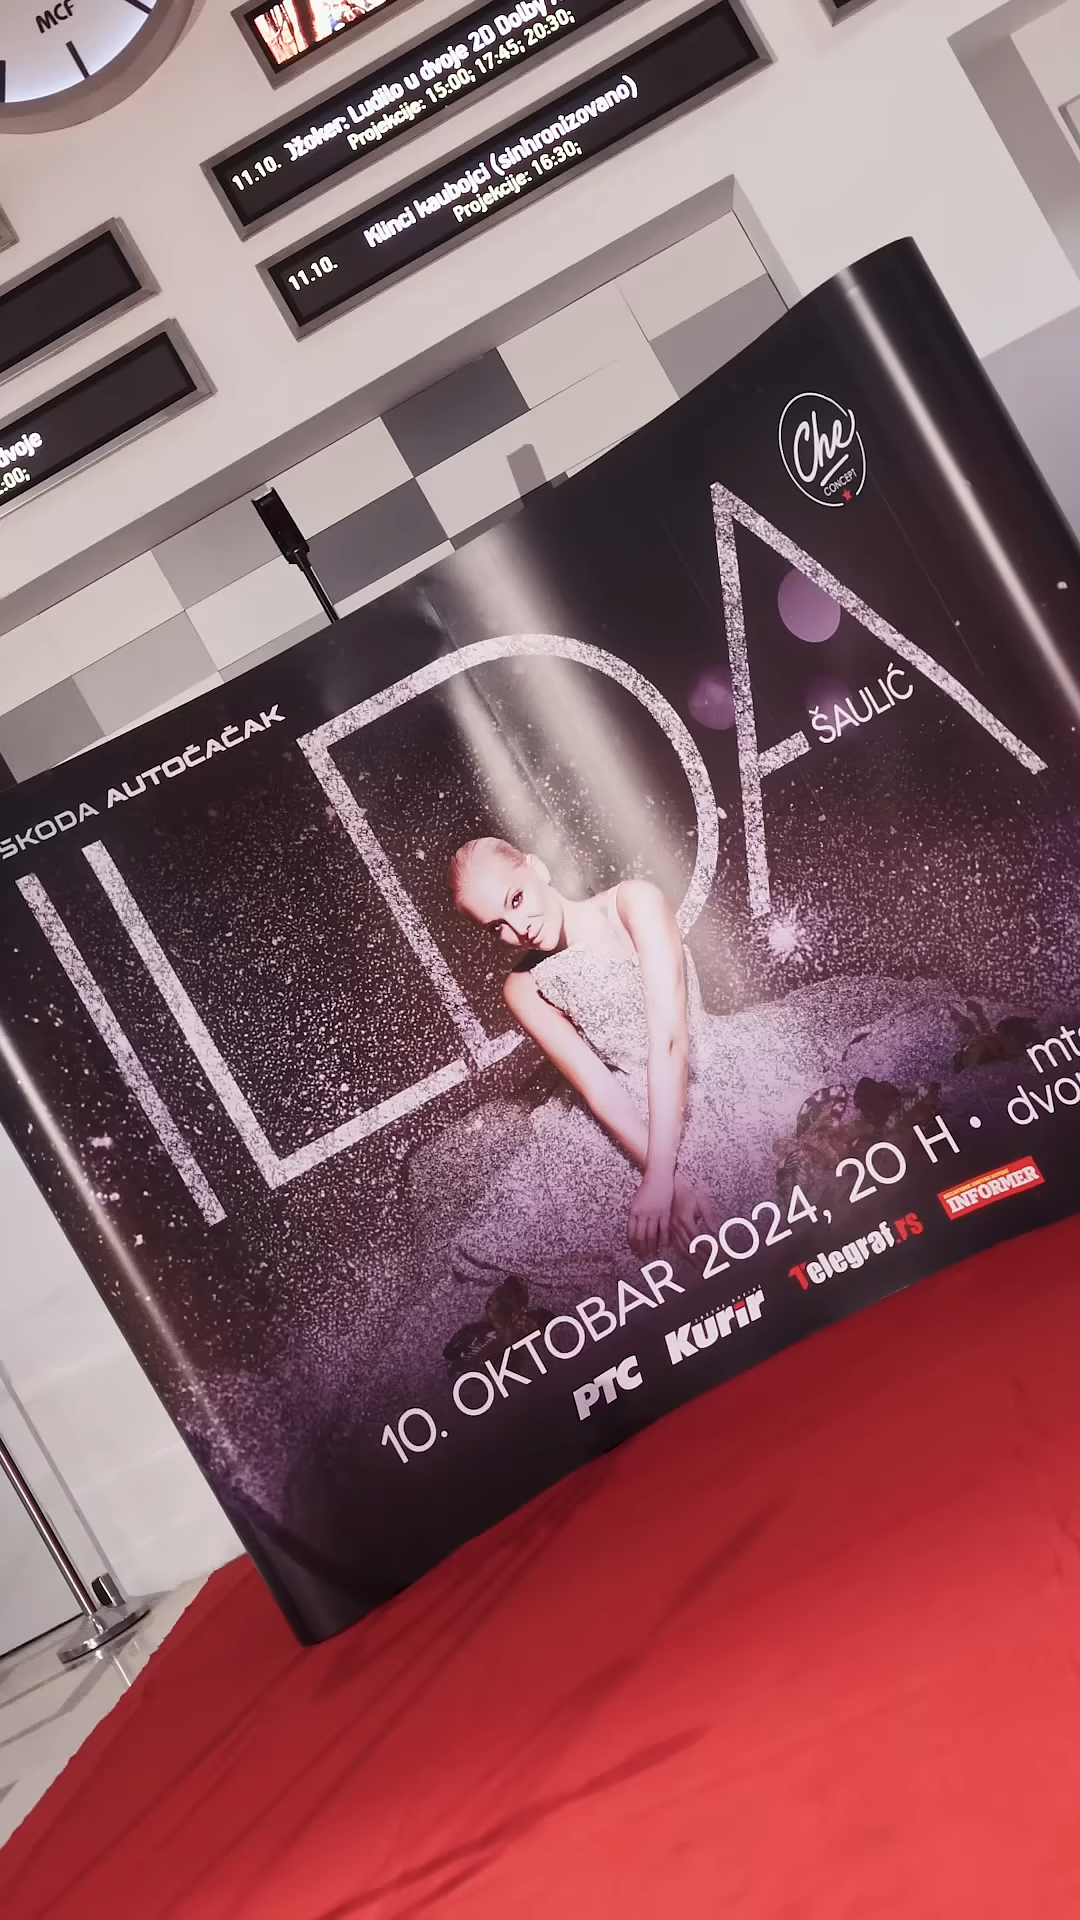 MCF
11.10. Džoker: Ludilo u dvoje 2D Dolby
Projekcije: 15:00; 17:45; 20:30;
11.10. Klinci kaubojci (sinhronizovano)
Projekcije: 16:30;
dvoje
:00;
Che
CONCEPT
ŠKODA AUTOČAČAK
ILDA
ŠAULIĆ
10. OKTOBAR 2024, 20 H •
mts
dvor
РТС Kurir Telegraf.rs INFORMER